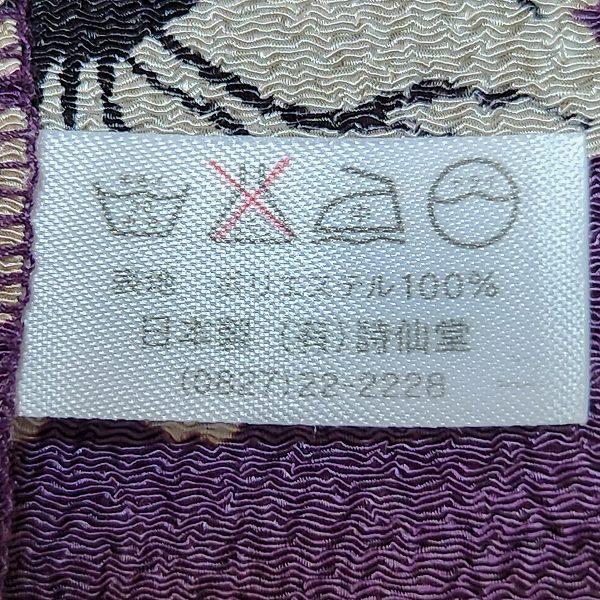 表地 ポリエステル100%
日本製 (有)詩仙堂
(0827)22-2228